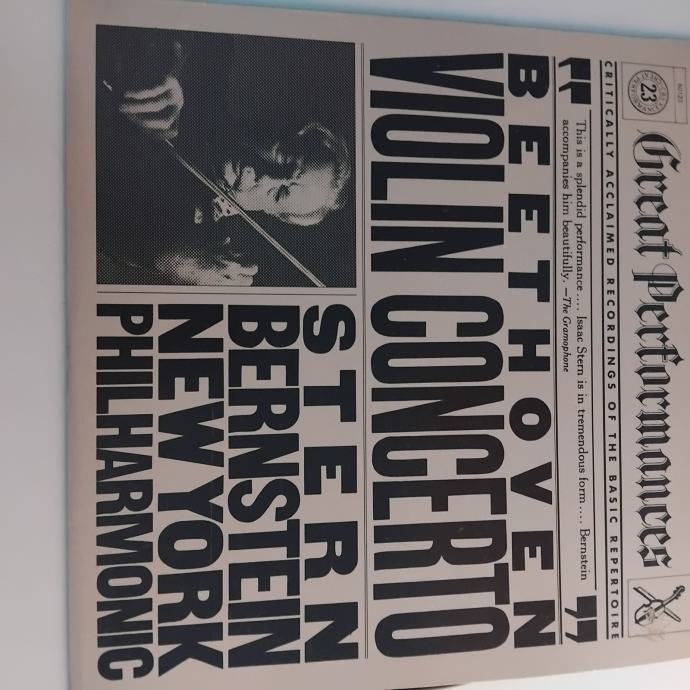 Great Performances
CRITICALLY ACCLAIMED RECORDINGS OF THE BASIC REPERTOIRE
23
"This is a splendid performance.... Isaac Stern is in tremendous form.... Bernstein
accompanies him beautifully. —The Gramophone"
BEETHOVEN
VIOLIN CONCERTO
STERN
BERNSTEIN
NEW YORK
PHILHARMONIC